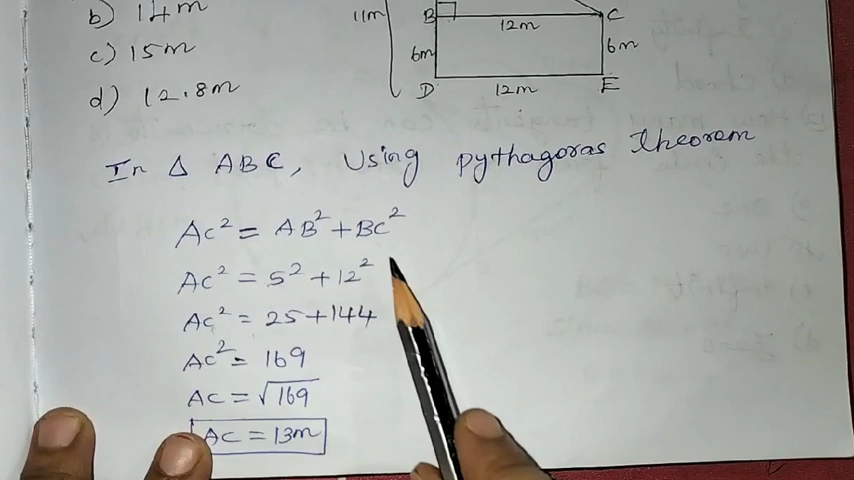 b) 14m
c) 15m
d) 12.8m
11m
B
12m
C
6m
6m
D
12m
E
In Δ ABC, Using pythagoras theorem
AC² = AB² + BC²
AC² = 5² + 12²
AC² = 25 + 144
AC² = 169
AC = √169
AC = 13m